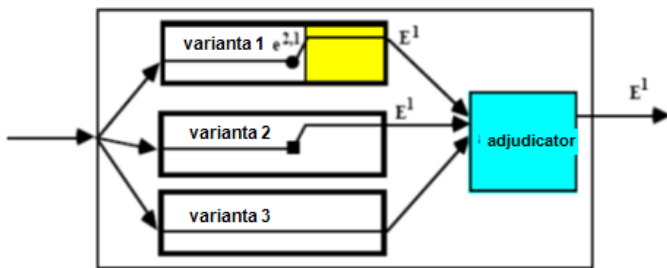 varianta 1 e²,¹
E¹
varianta 2
E¹
varianta 3
adjudicator
E¹